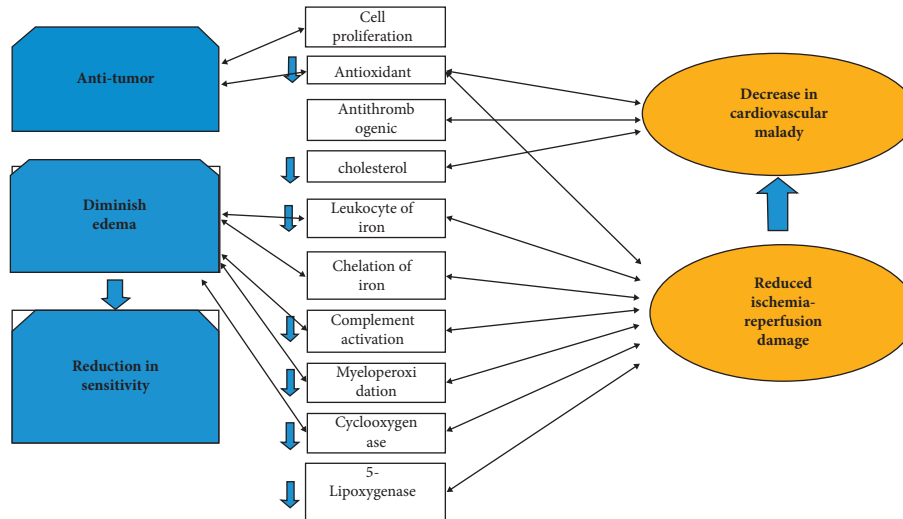 Anti-tumor
Diminish
edema
Reduction in
sensitivity
Cell
proliferation
Antioxidant
Antithromb
ogenic
cholesterol
Leukocyte of
iron
Chelation of
iron
Complement
activation
Myeloperoxi
dation
Cyclooxygen
ase
5-
Lipoxygenase
Decrease in
cardiovascular
malady
Reduced
ischemia-
reperfusion
damage